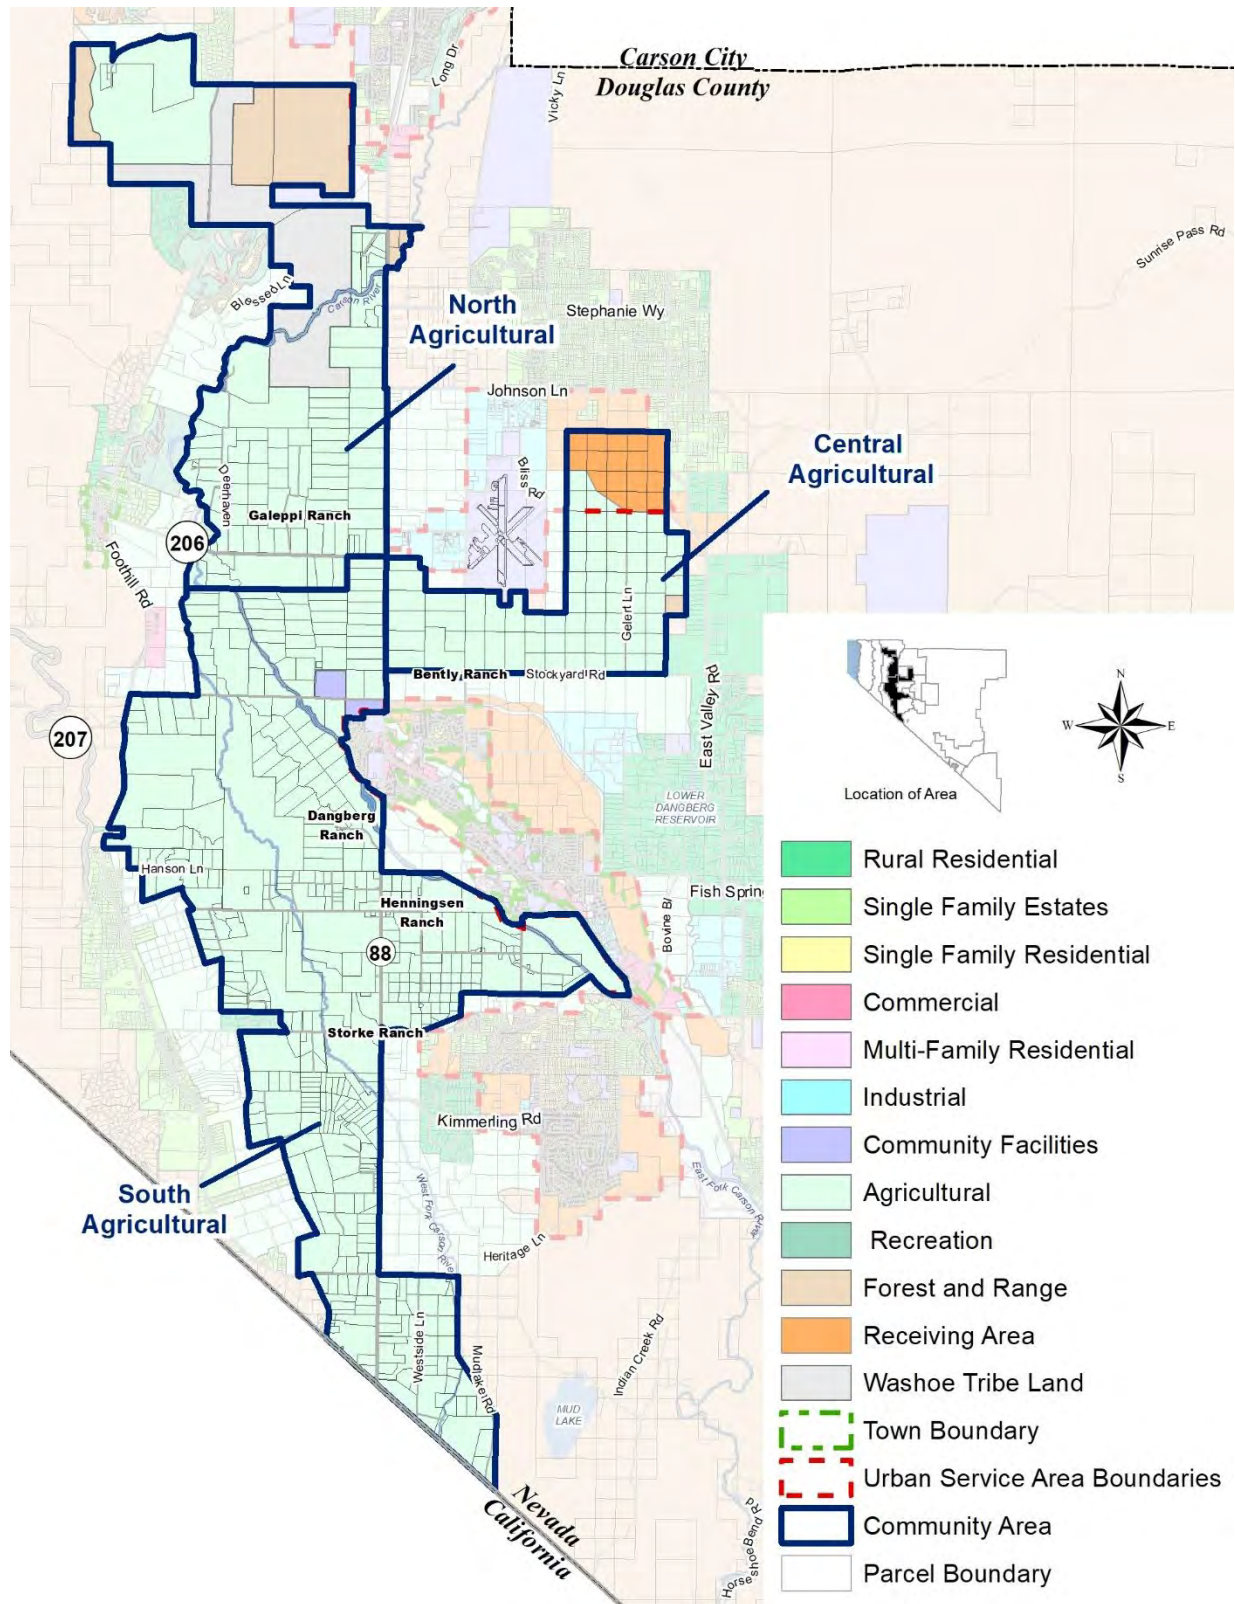 Carson City
Douglas County
Long Dr
Vicky Ln
Sunrise Pass Rd
Blessed Ln
Carson River
North
Agricultural
Stephanie Wy
Johnson Ln
Central
Agricultural
Bliss Rd
Deerhaven
Galeppi Ranch
206
Foothill Rd
Gelert Ln
Bently Ranch
Stockyard Rd
East Valley Rd
207
LOWER
DANGBERG
RESERVOIR
Dangberg
Ranch
Hanson Ln
Henningsen
Ranch
Fish Spring
Bovine Bl
88
Storke Ranch
Kimmerling Rd
East Fork Carson River
West Fork Carson River
South
Agricultural
Heritage Ln
Westside Ln
Mudlake Rd
Indian Creek Rd
MUD
LAKE
Nevada
California
Horseshoe Bend Rd
Location of Area
N
W
E
S
Rural Residential
Single Family Estates
Single Family Residential
Commercial
Multi-Family Residential
Industrial
Community Facilities
Agricultural
Recreation
Forest and Range
Receiving Area
Washoe Tribe Land
Town Boundary
Urban Service Area Boundaries
Community Area
Parcel Boundary